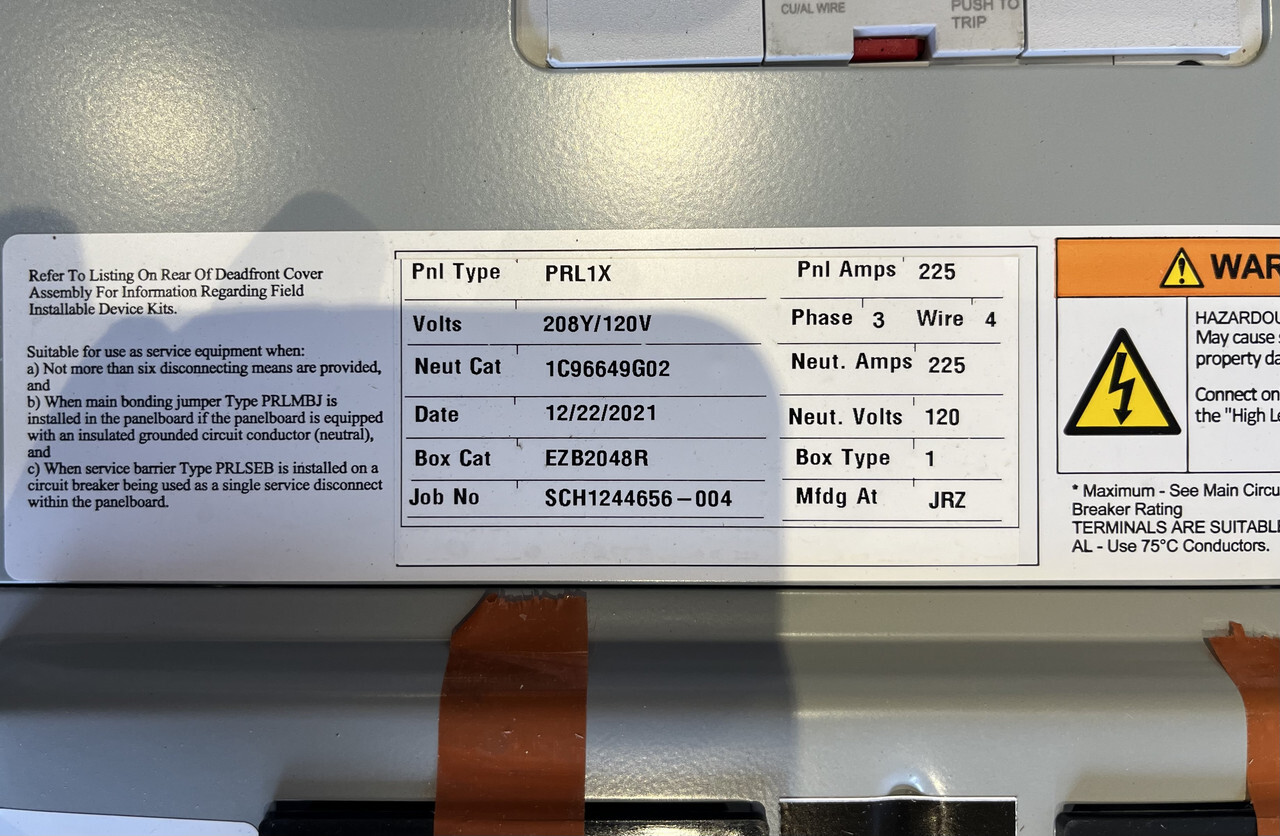 CU/AL WIRE
PUSH TO
TRIP
Refer To Listing On Rear Of Deadfront Cover
Assembly For Information Regarding Field
Installable Device Kits.
Suitable for use as service equipment when:
a) Not more than six disconnecting means are provided,
and
b) When main bonding jumper Type PRLMBJ is
installed in the panelboard if the panelboard is equipped
with an insulated grounded circuit conductor (neutral),
and
c) When service barrier Type PRLSEB is installed on a
circuit breaker being used as a single service disconnect
within the panelboard.
Pnl Type PRL1X Pnl Amps 225
Volts 208Y/120V Phase 3 Wire 4
Neut Cat 1C96649G02 Neut. Amps 225
Date 12/22/2021 Neut. Volts 120
Box Cat EZB2048R Box Type 1
Job No SCH1244656-004 Mfdg At JRZ
WAR
HAZARDOU
May cause
property da
Connect on
the "High Le
* Maximum - See Main Circu
Breaker Rating
TERMINALS ARE SUITABLE
AL - Use 75°C Conductors.